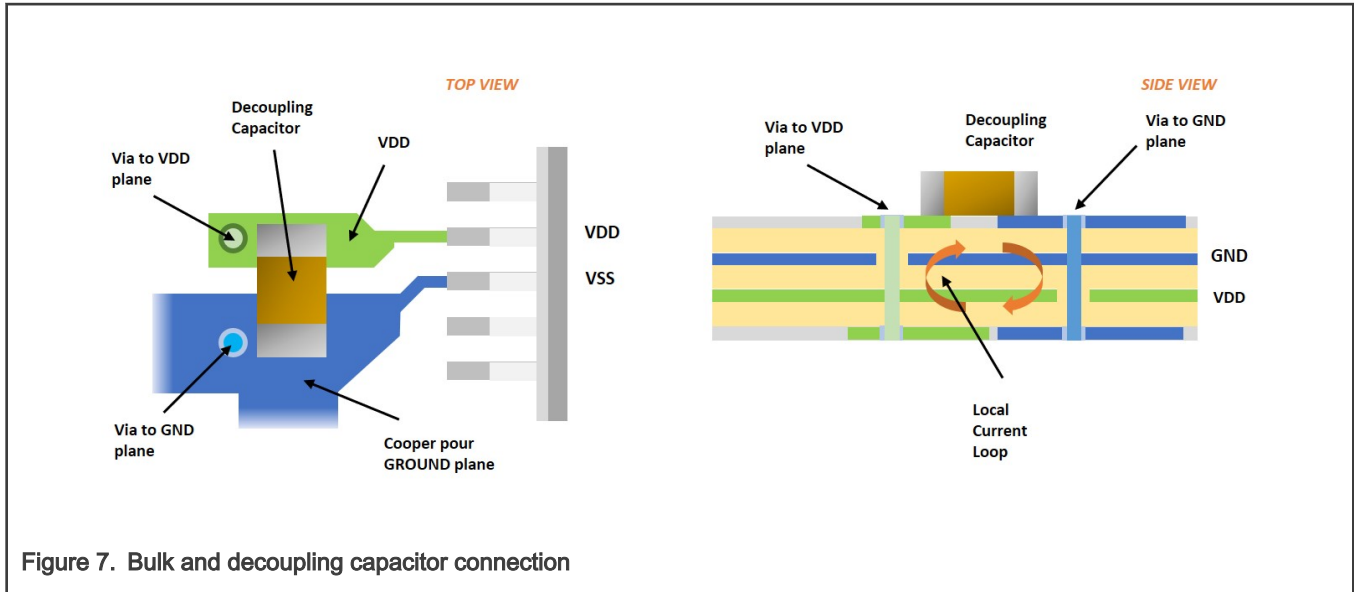 TOP VIEW
Decoupling
Capacitor
VDD
Via to VDD
plane
VDD
VSS
Via to GND
plane
Cooper pour
GROUND plane
SIDE VIEW
Via to VDD
plane
Decoupling
Capacitor
Via to GND
plane
GND
VDD
Local
Current
Loop
Figure 7. Bulk and decoupling capacitor connection